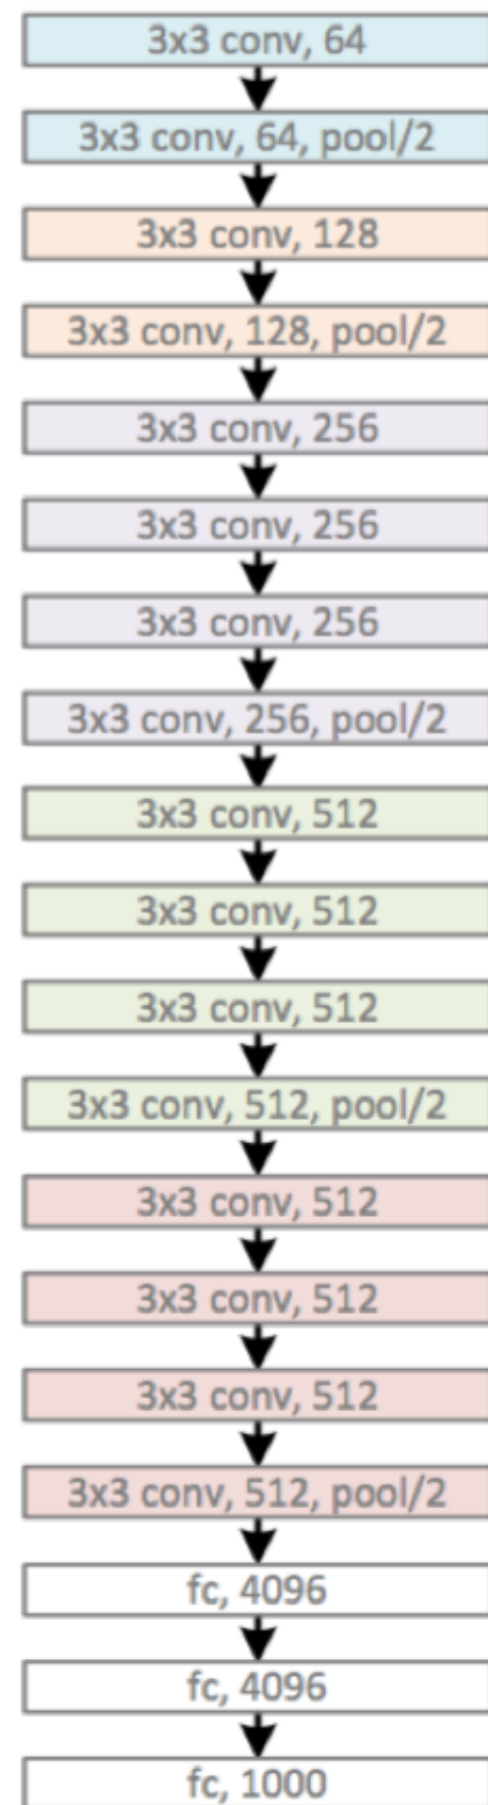 3x3 conv, 64
3x3 conv, 64, pool/2
3x3 conv, 128
3x3 conv, 128, pool/2
3x3 conv, 256
3x3 conv, 256
3x3 conv, 256
3x3 conv, 256, pool/2
3x3 conv, 512
3x3 conv, 512
3x3 conv, 512
3x3 conv, 512, pool/2
3x3 conv, 512
3x3 conv, 512
3x3 conv, 512
3x3 conv, 512, pool/2
fc, 4096
fc, 4096
fc, 1000